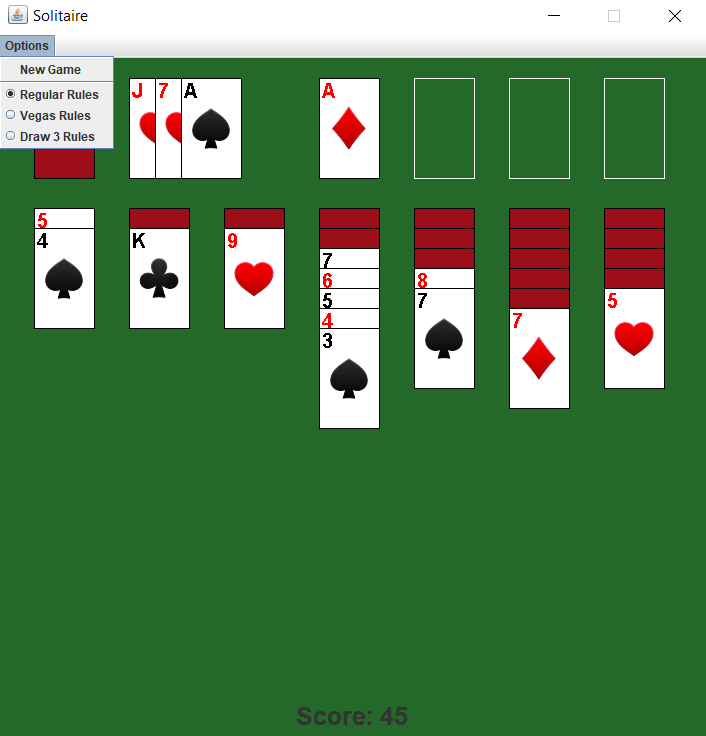 Solitaire
Options
New Game
Regular Rules
Vegas Rules
Draw 3 Rules
J 7 A A
5 7 8 7 5
4 K 9 6 7
5
4
3
Score: 45